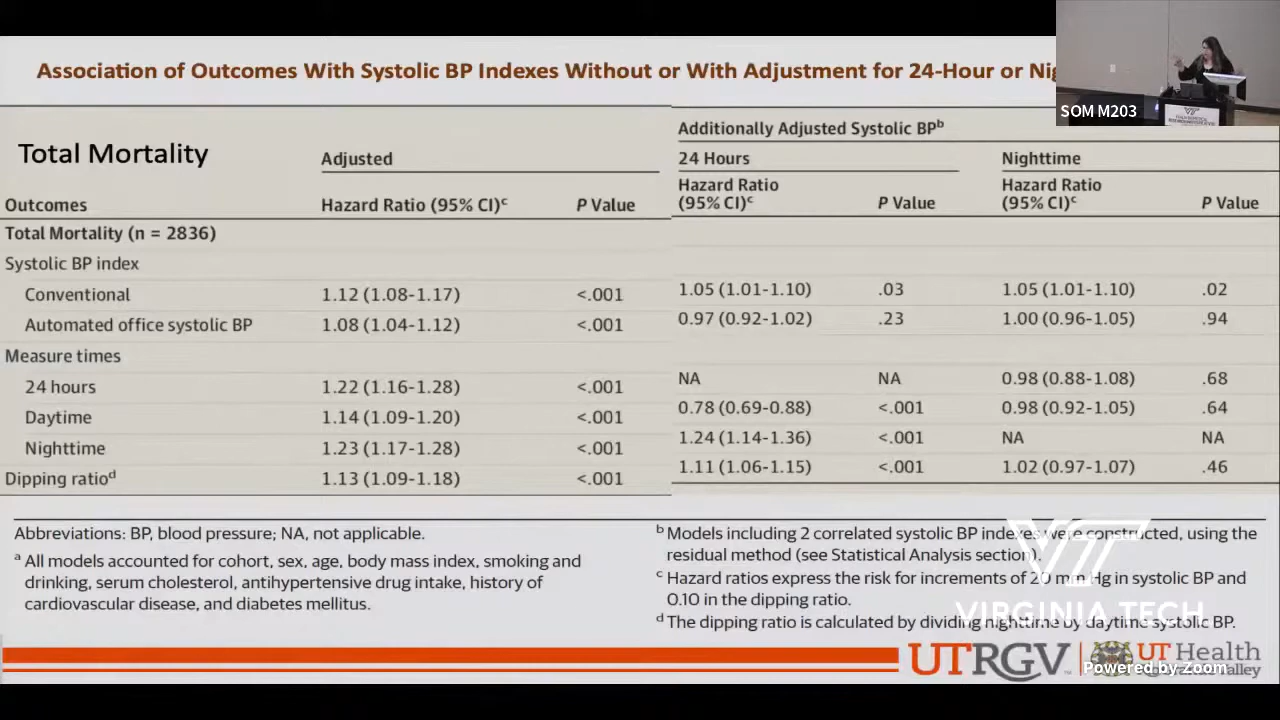 Association of Outcomes With Systolic BP Indexes Without or With Adjustment for 24-Hour or
SOM M203
Total Mortality
Additionally Adjusted Systolic BPᵇ
Adjusted
24 Hours
Nighttime
Outcomes
Hazard Ratio (95% CI)ᶜ
P Value
Hazard Ratio
(95% CI)ᶜ
P Value
Hazard Ratio
(95% CI)ᶜ
P Value
Total Mortality (n = 2836)
Systolic BP index
Conventional 1.12 (1.08-1.17) <.001 1.05 (1.01-1.10) .03 1.05 (1.01-1.10) .02
Automated office systolic BP 1.08 (1.04-1.12) <.001 0.97 (0.92-1.02) .23 1.00 (0.96-1.05) .94
Measure times
24 hours 1.22 (1.16-1.28) <.001 NA NA 0.98 (0.88-1.08) .68
Daytime 1.14 (1.09-1.20) <.001 0.78 (0.69-0.88) <.001 0.98 (0.92-1.05) .64
Nighttime 1.23 (1.17-1.28) <.001 1.24 (1.14-1.36) <.001 NA NA
Dipping ratioᵈ 1.13 (1.09-1.18) <.001 1.11 (1.06-1.15) <.001 1.02 (0.97-1.07) .46
Abbreviations: BP, blood pressure; NA, not applicable.
ᵃ All models accounted for cohort, sex, age, body mass index, smoking and
drinking, serum cholesterol, antihypertensive drug intake, history of
cardiovascular disease, and diabetes mellitus.
ᵇ Models including 2 correlated systolic BP indexes were constructed, using the
residual method (see Statistical Analysis section).
ᶜ Hazard ratios express the risk for increments of 20 mm Hg in systolic BP and
0.10 in the dipping ratio.
ᵈ The dipping ratio is calculated by dividing nighttime by daytime systolic BP.
VT
VIRGINIA TECH
UTRGV
UT Health
Valley
Powered by Zoom